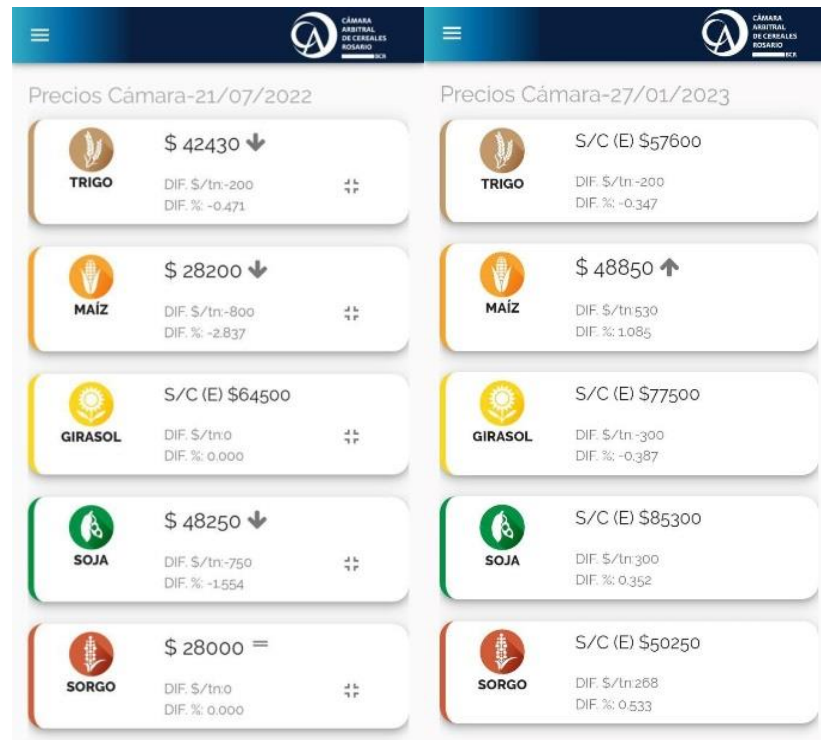 CÁMARA
ARBITRAL
DE CEREALES
ROSARIO
BCR
Precios Cámara-21/07/2022
TRIGO
$ 42430
DIF. $/tn:-200
DIF. %: -0.471
MAÍZ
$ 28200
DIF. $/tn:-800
DIF. %: -2.837
GIRASOL
S/C (E) $64500
DIF. $/tn:0
DIF. %: 0.000
SOJA
$ 48250
DIF. $/tn:-750
DIF. %: -1.554
SORGO
$ 28000 =
DIF. $/tn:0
DIF. %: 0.000
CÁMARA
ARBITRAL
DE CEREALES
ROSARIO
BCR
Precios Cámara-27/01/2023
TRIGO
S/C (E) $57600
DIF. $/tn:-200
DIF. %: -0.347
MAÍZ
$ 48850
DIF. $/tn:530
DIF. %: 1.085
GIRASOL
S/C (E) $77500
DIF. $/tn:-300
DIF. %: -0.387
SOJA
S/C (E) $85300
DIF. $/tn:300
DIF. %: 0.352
SORGO
S/C (E) $50250
DIF. $/tn:268
DIF. %: 0.533